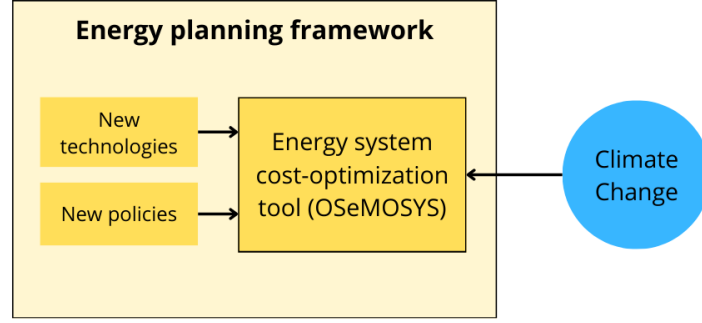 Energy planning framework
New
technologies
New policies
Energy system
cost-optimization
tool (OSeMOSYS)
Climate
Change